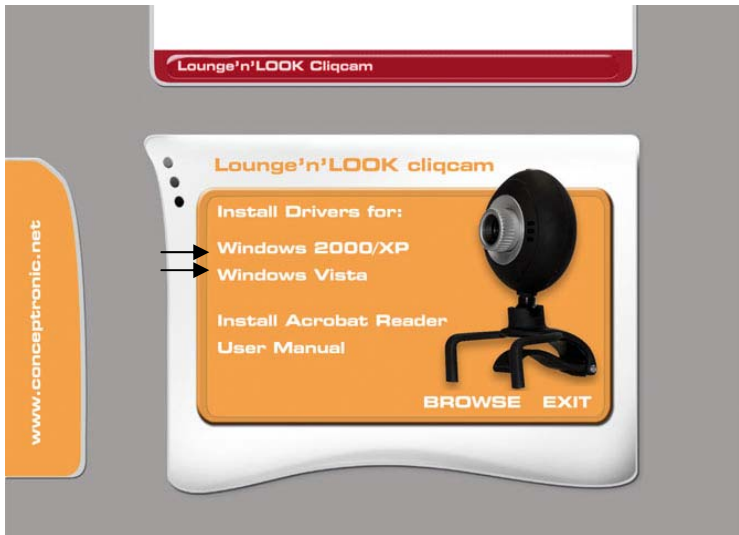 Lounge'n'LOOK Cliqcam
Lounge'n'LOOK cliqcam
Install Drivers for:
Windows 2000/XP
Windows Vista
Install Acrobat Reader
User Manual
BROWSE EXIT
www.conceptronic.net